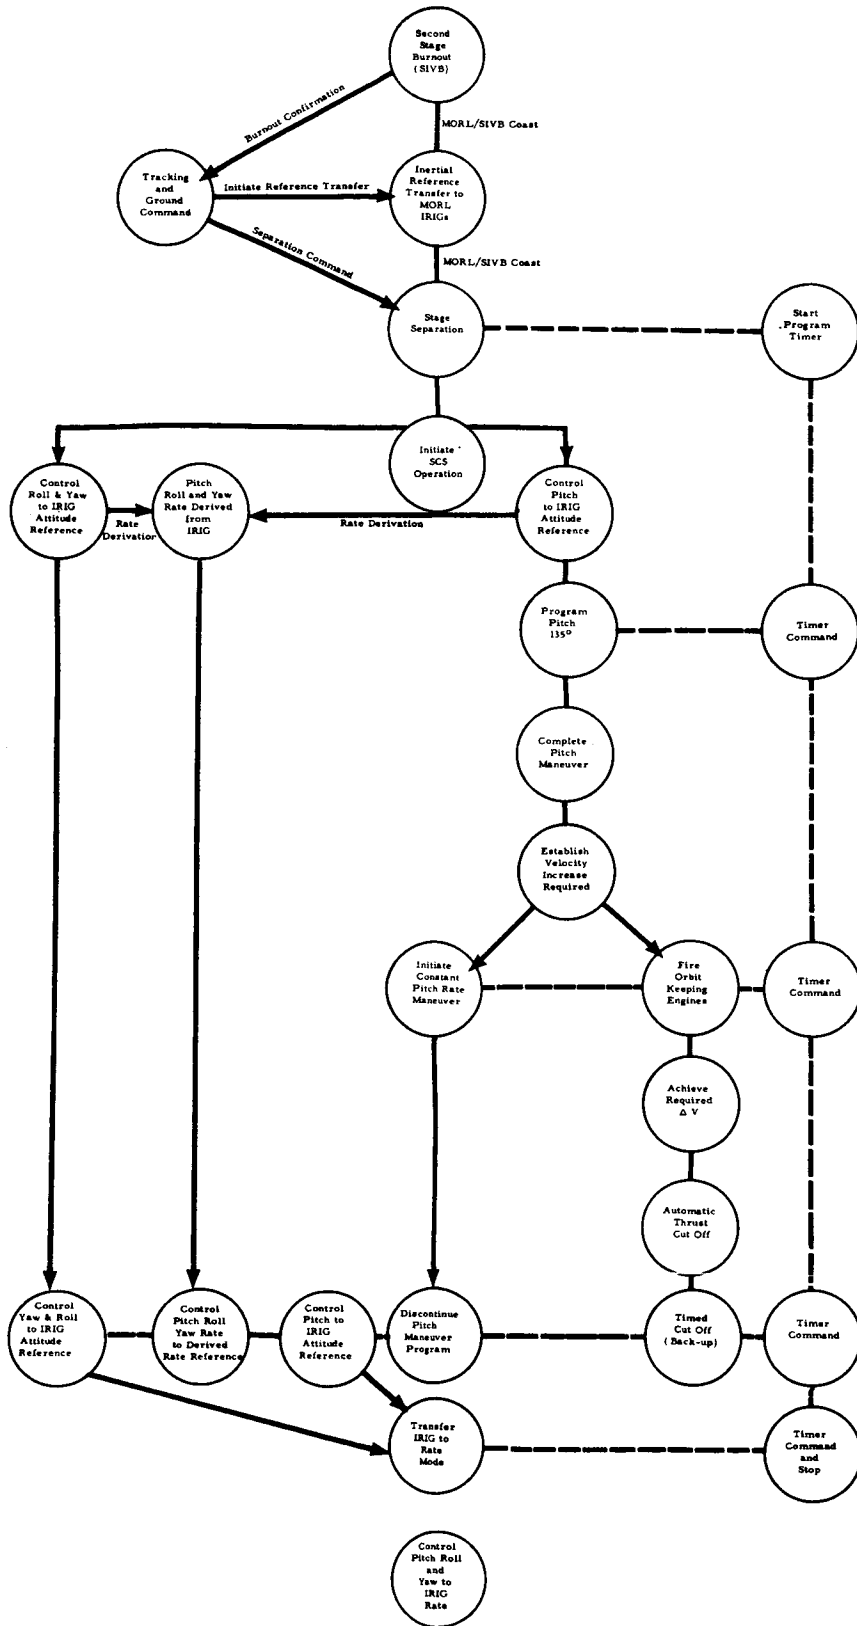 Second
Stage
Burnout
(SIVB)
Burnout Confirmation
MORL/SIVB Coast
Tracking
and
Ground
Command
Initiate Reference Transfer
Inertial
Reference
Transfer to
MORL
IRIGs
Separation Command
MORL/SIVB Coast
Stage
Separation
Start
Program
Timer
Initiate
SCS
Operation
Control
Roll & Yaw
to IRIG
Attitude
Reference
Rate
Derivation
Pitch
Roll and Yaw
Rate Derived
from
IRIG
Rate Derivation
Control
Pitch
to IRIG
Attitude
Reference
Program
Pitch
135°
Timer
Command
Complete
Pitch
Maneuver
Establish
Velocity
Increase
Required
Initiate
Constant
Pitch Rate
Maneuver
Fire
Orbit
Keeping
Engines
Timer
Command
Achieve
Required
Δ V
Automatic
Thrust
Cut Off
Control
Yaw & Roll
to IRIG
Attitude
Reference
Control
Pitch Roll
Yaw Rate
to Derived
Rate Reference
Control
Pitch to
IRIG
Attitude
Reference
Discontinue
Pitch
Maneuver
Program
Timed
Cut Off
(Back-up)
Timer
Command
Transfer
IRIG to
Rate
Mode
Timer
Command
and
Stop
Control
Pitch Roll
and
Yaw to
IRIG
Rate